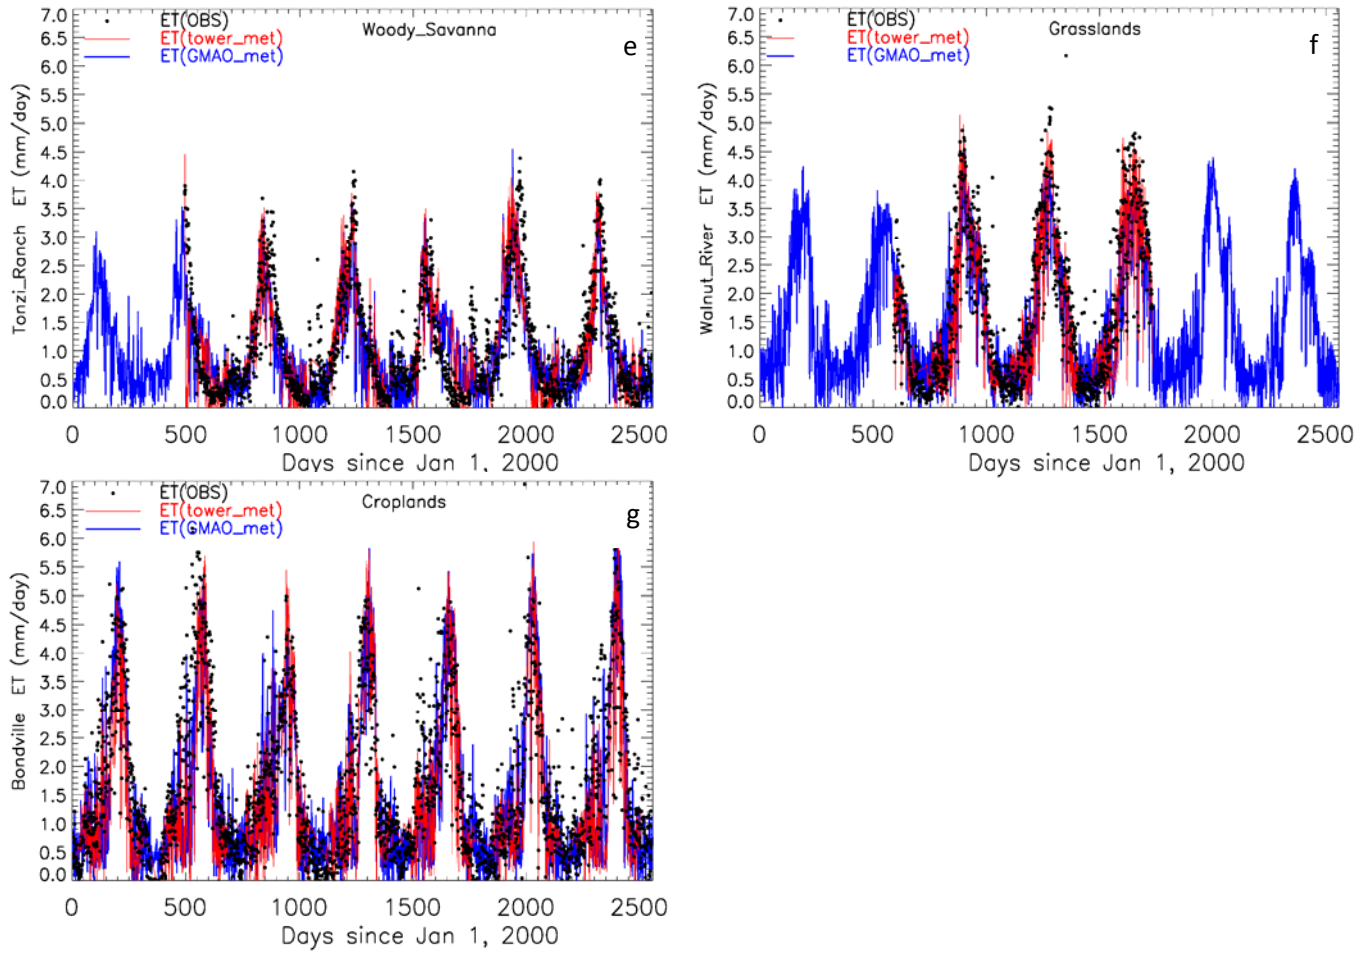 7.0
6.5
6.0
5.5
5.0
4.5
4.0
3.5
3.0
2.5
2.0
1.5
1.0
0.5
0.0
Tonzi_Ranch ET (mm/day)
ET(OBS)
ET(tower_met)
ET(GMAO_met)
Woody_Savanna
e
0 500 1000 1500 2000 2500
Days since Jan 1, 2000
7.0
6.5
6.0
5.5
5.0
4.5
4.0
3.5
3.0
2.5
2.0
1.5
1.0
0.5
0.0
Walnut_River ET (mm/day)
ET(OBS)
ET(tower_met)
ET(GMAO_met)
Grasslands
f
0 500 1000 1500 2000 2500
Days since Jan 1, 2000
7.0
6.5
6.0
5.5
5.0
4.5
4.0
3.5
3.0
2.5
2.0
1.5
1.0
0.5
0.0
Bondville ET (mm/day)
ET(OBS)
ET(tower_met)
ET(GMAO_met)
Croplands
g
0 500 1000 1500 2000 2500
Days since Jan 1, 2000